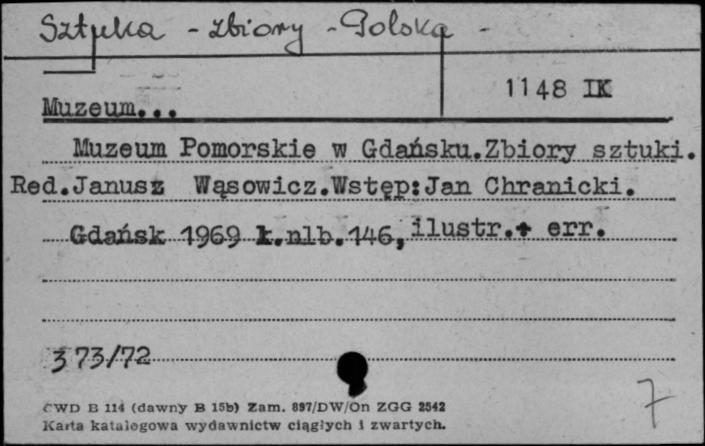 Sztuka - zbiory - Polska -
1148 IK
Muzeum...
Muzeum Pomorskie w Gdańsku.Zbiory sztuki.
Red.Janusz Wąsowicz.Wstęp:Jan Chranicki.
Gdańsk 1969 k.nlb.146, ilustr.+ err.
373/72
7
CWD B 114 (dawny B 15b) Zam. 897/DW/On ZGG 2542
Karta katalogowa wydawnictw ciągłych i zwartych.